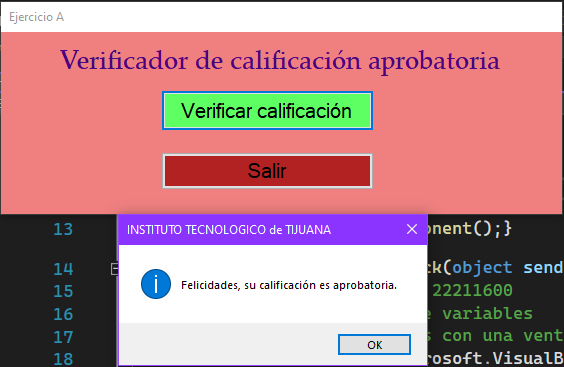 Ejercicio A
Verificador de calificación aprobatoria
Verificar calificación
Salir
INSTITUTO TECNOLOGICO de TIJUANA
Felicidades, su calificación es aprobatoria.
OK
13 nent();}
14 ck(object send
15 22211600
16 e variables
17 s con una vent
18 rosoft.VisualB